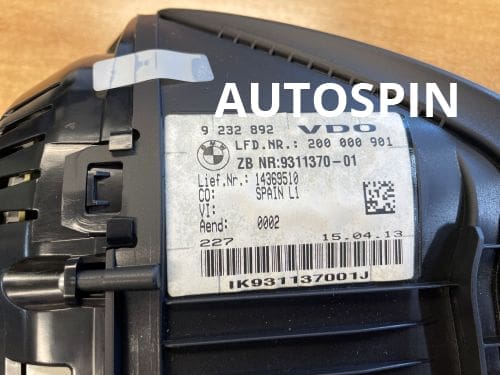 AUTOSPIN
9 232 892 VDO
LFD.NR.: 200 000 901
ZB NR:9311370-01
Lief.Nr.: 14369510
CO: SPAIN L1
VI:
Aend: 0002
227 15.04.13
IK931137001J